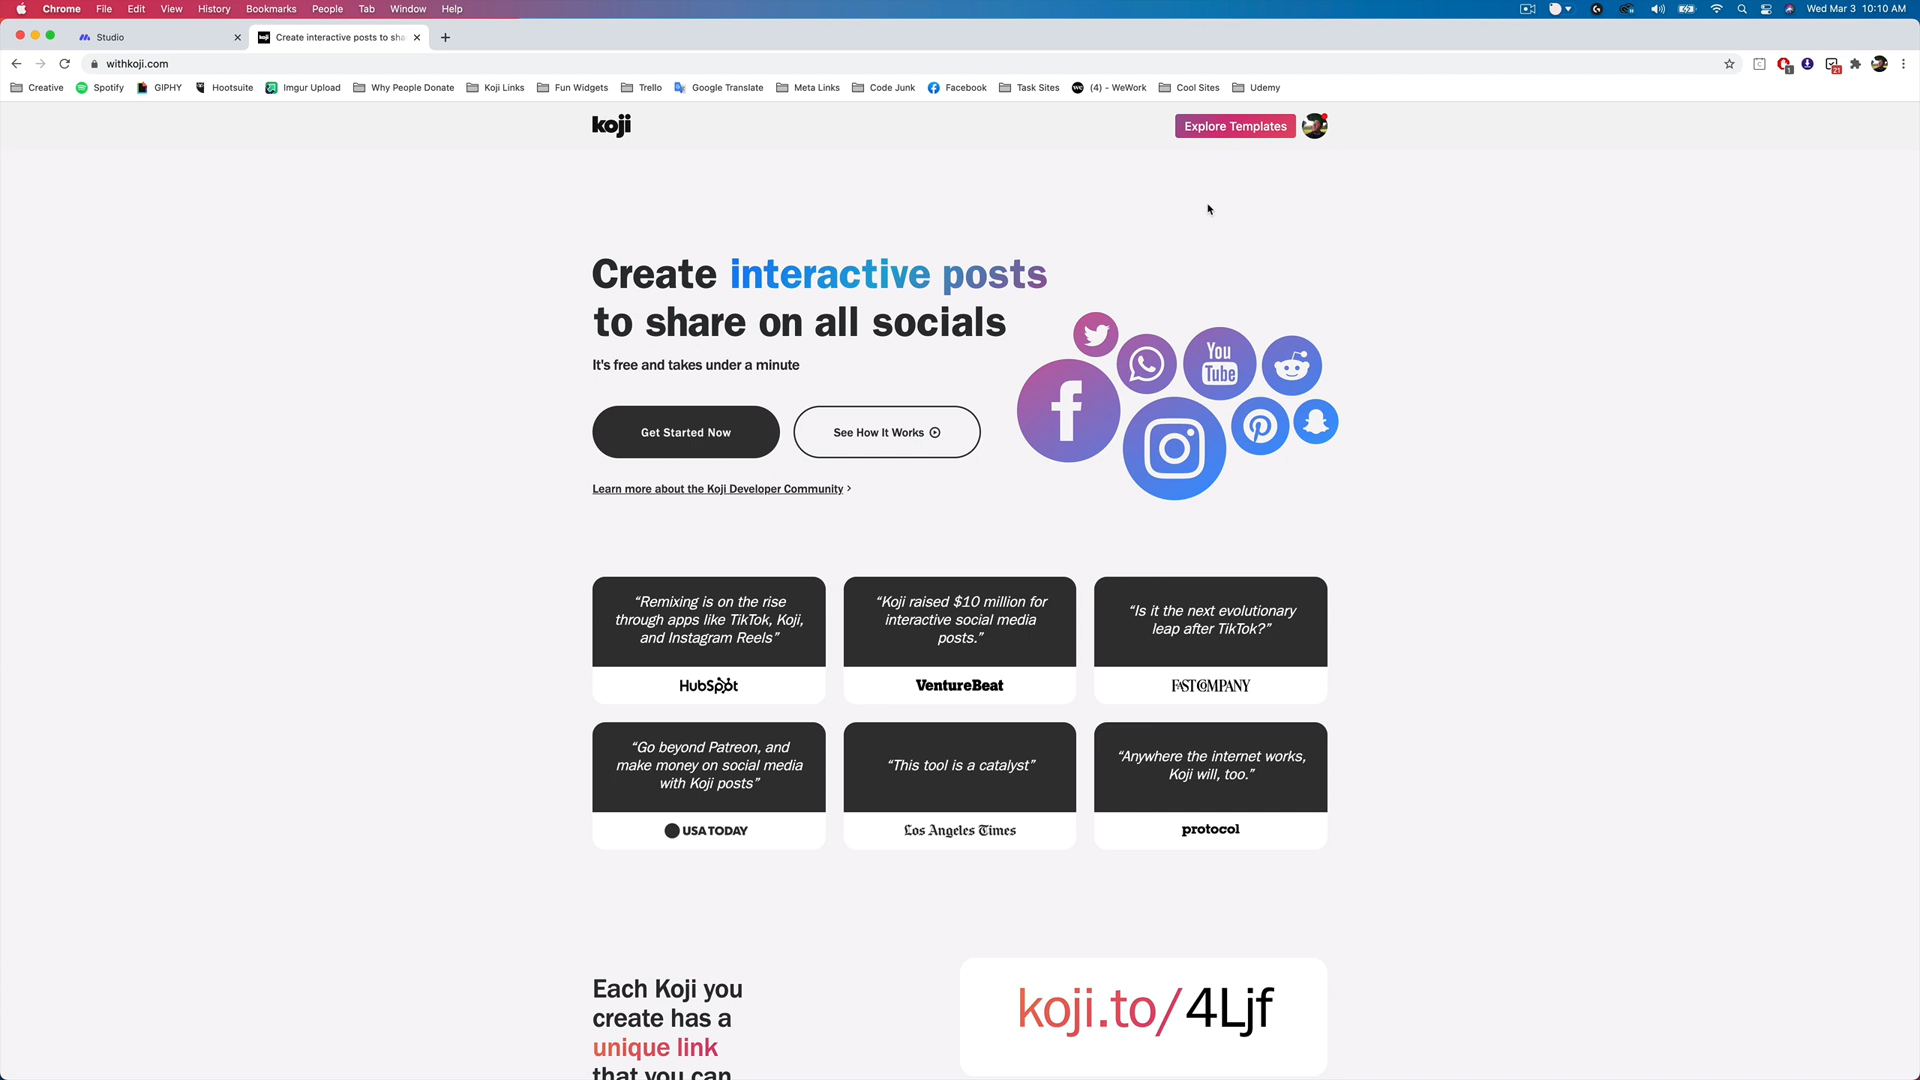 Chrome File Edit View History Bookmarks People Tab Window Help Wed Mar 3 10:10 AM
Studio Create interactive posts to sha
withkoji.com
1 21
Creative Spotify GIPHY Hootsuite Imgur Upload Why People Donate Koji Links Fun Widgets Trello Google Translate Meta Links Code Junk Facebook Task Sites (4) - WeWork Cool Sites Udemy
koji Explore Templates
Create interactive posts
to share on all socials
It's free and takes under a minute
You
Tube
Get Started Now See How It Works
Learn more about the Koji Developer Community >
“Remixing is on the rise
through apps like TikTok, Koji,
and Instagram Reels”
HubSpot
“Koji raised $10 million for
interactive social media
posts.”
VentureBeat
“Is it the next evolutionary
leap after TikTok?”
FAST COMPANY
“Go beyond Patreon, and
make money on social media
with Koji posts”
USA TODAY
“This tool is a catalyst”
Los Angeles Times
“Anywhere the internet works,
Koji will, too.”
protocol
Each Koji you
create has a
unique link
that you can
koji.to/4Ljf